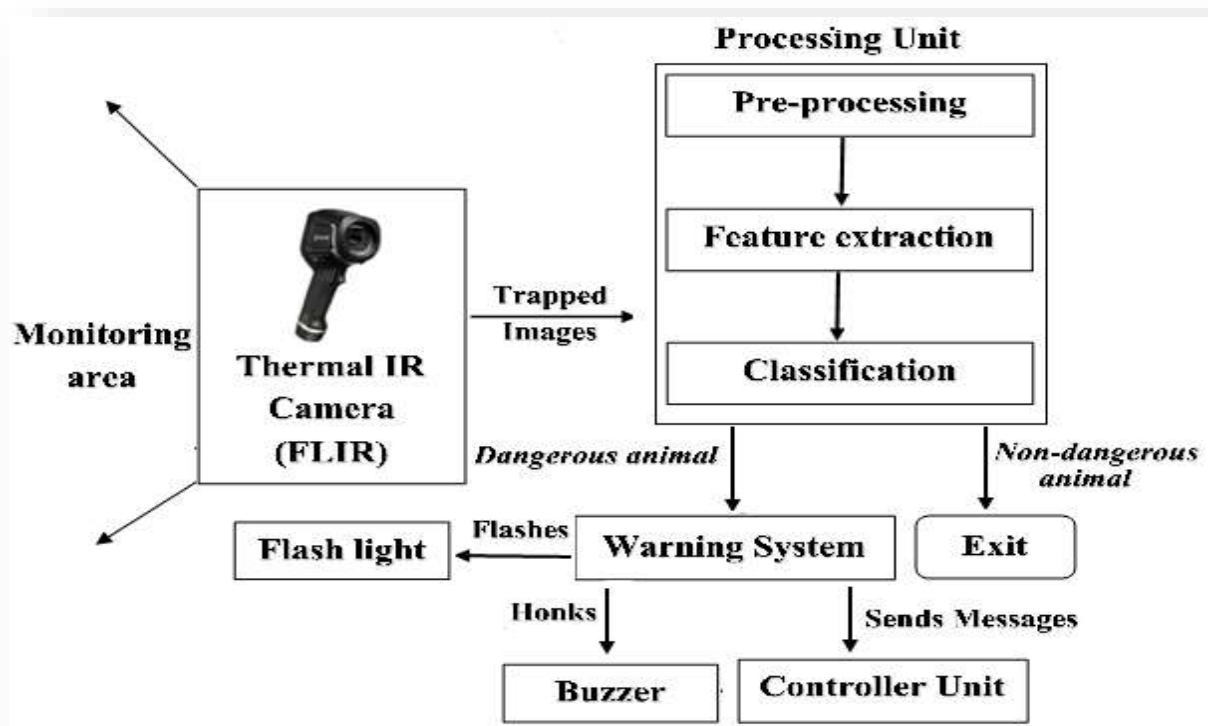 Processing Unit
Pre-processing
Feature extraction
Classification
Monitoring
area
Thermal IR
Camera
(FLIR)
Trapped
Images
Dangerous animal
Non-dangerous
animal
Flash light
Flashes
Warning System
Exit
Honks
Sends Messages
Buzzer
Controller Unit